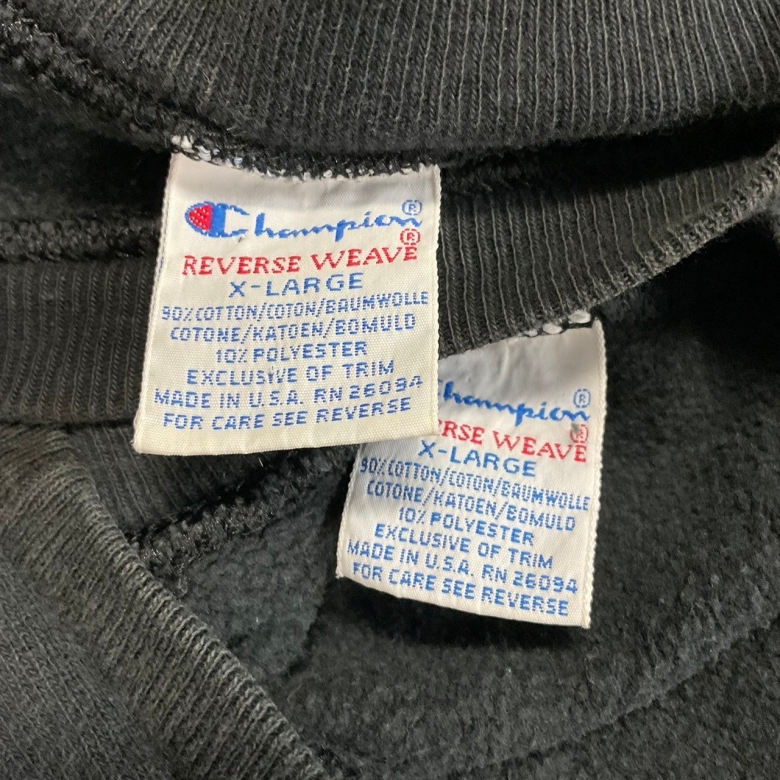 Champion®
REVERSE WEAVE®
X-LARGE
90% COTTON/COTON/BAUMWOLLE
COTONE/KATOEN/BOMULD
10% POLYESTER
EXCLUSIVE OF TRIM
MADE IN U.S.A. RN 26094
FOR CARE SEE REVERSE
hampion®
RSE WEAVE®
X-LARGE
90% COTTON/COTON/BAUMWOLLE
COTONE/KATOEN/BOMULD
10% POLYESTER
EXCLUSIVE OF TRIM
MADE IN U.S.A. RN 26094
FOR CARE SEE REVERSE